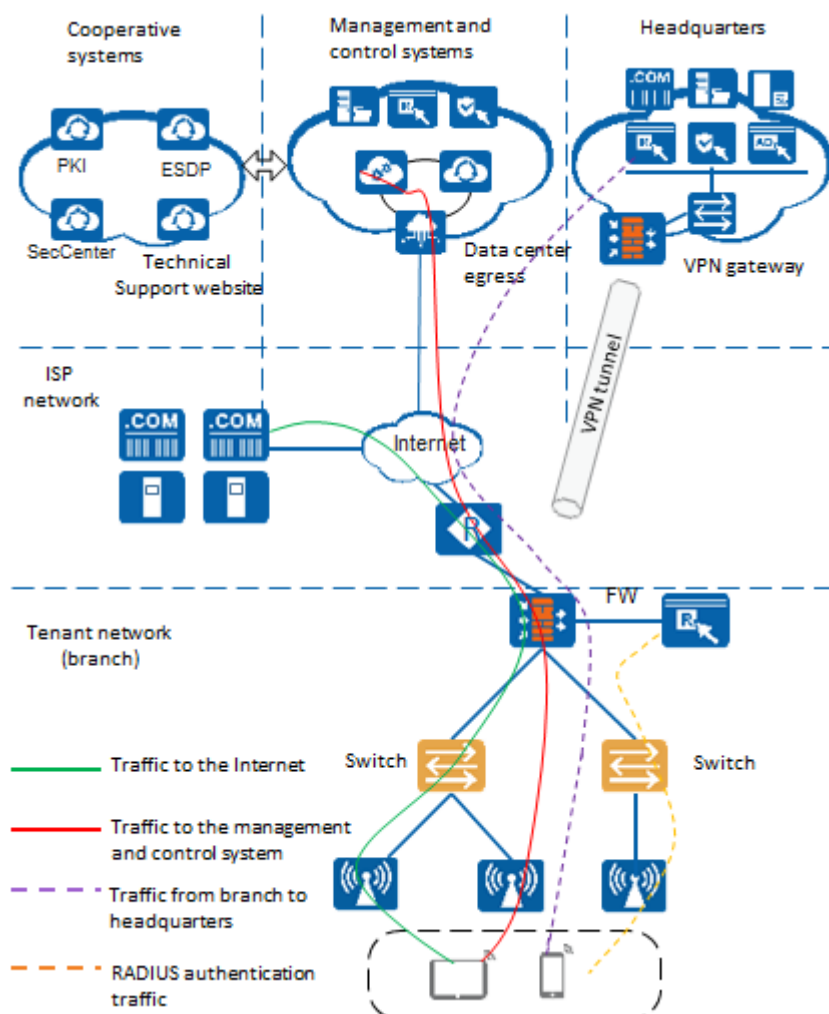 Cooperative
systems
Management and
control systems
Headquarters
.COM
R
R
AD
PKI
ESDP
SecCenter
Technical
Support website
Data center
egress
VPN gateway
VPN tunnel
ISP
network
.COM
.COM
Internet
R
FW
R
Tenant network
(branch)
Switch
Switch
Traffic to the Internet
Traffic to the management
and control system
Traffic from branch to
headquarters
RADIUS authentication
traffic